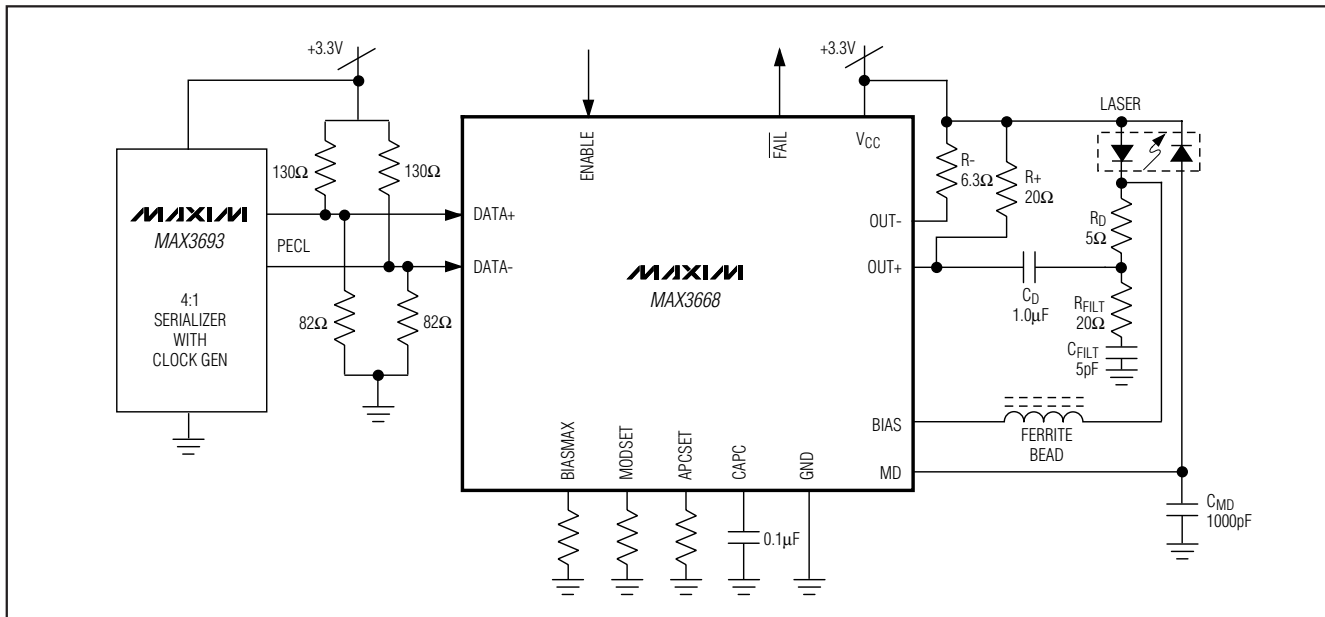 +3.3V
130Ω
130Ω
MAXIM
MAX3693
4:1
SERIALIZER
WITH
CLOCK GEN
PECL
82Ω
82Ω
ENABLE
FAIL
VCC
DATA+
DATA-
MAXIM
MAX3668
OUT-
OUT+
BIAS
MD
BIASMAX
MODSET
APCSET
CAPC
GND
0.1µF
+3.3V
LASER
R-
6.3Ω
R+
20Ω
RD
5Ω
CD
1.0µF
RFILT
20Ω
CFILT
5pF
FERRITE
BEAD
CMD
1000pF